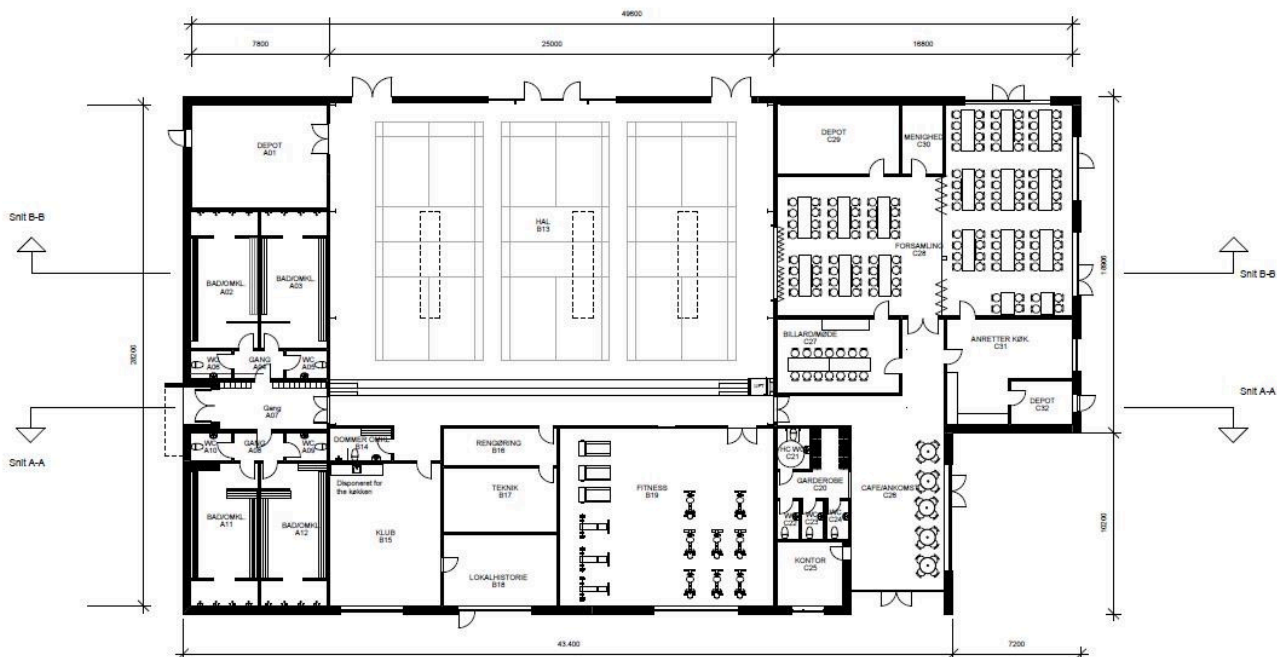 49600
7800
25000
16800
DEPOT
A01
DEPOT
C29
MENIGHED
C30
Snit B-B
HAL
B13
FORSAMLING
C28
18900
Snit B-B
BAD/OMKL.
A02
BAD/OMKL.
A03
28200
BILLARD/MØDE
C27
ANRETTER KØK.
C31
WC
A06
GANG
A04
WC
A05
LIFT
Snit A-A
Gang
A07
DEPOT
C32
Snit A-A
WC
A10
GANG
A08
WC
A09
DOMMER OMKL.
B14
RENGØRING
B16
HC WC
C21
Disponeret for
the køkken
TEKNIK
B17
FITNESS
B19
GARDEROBE
C20
CAFE/ANKOMST
C26
BAD/OMKL.
A11
BAD/OMKL.
A12
KLUB
B15
WC
C22
WC
C23
WC
C24
10200
LOKALHISTORIE
B18
KONTOR
C25
43.400
7200